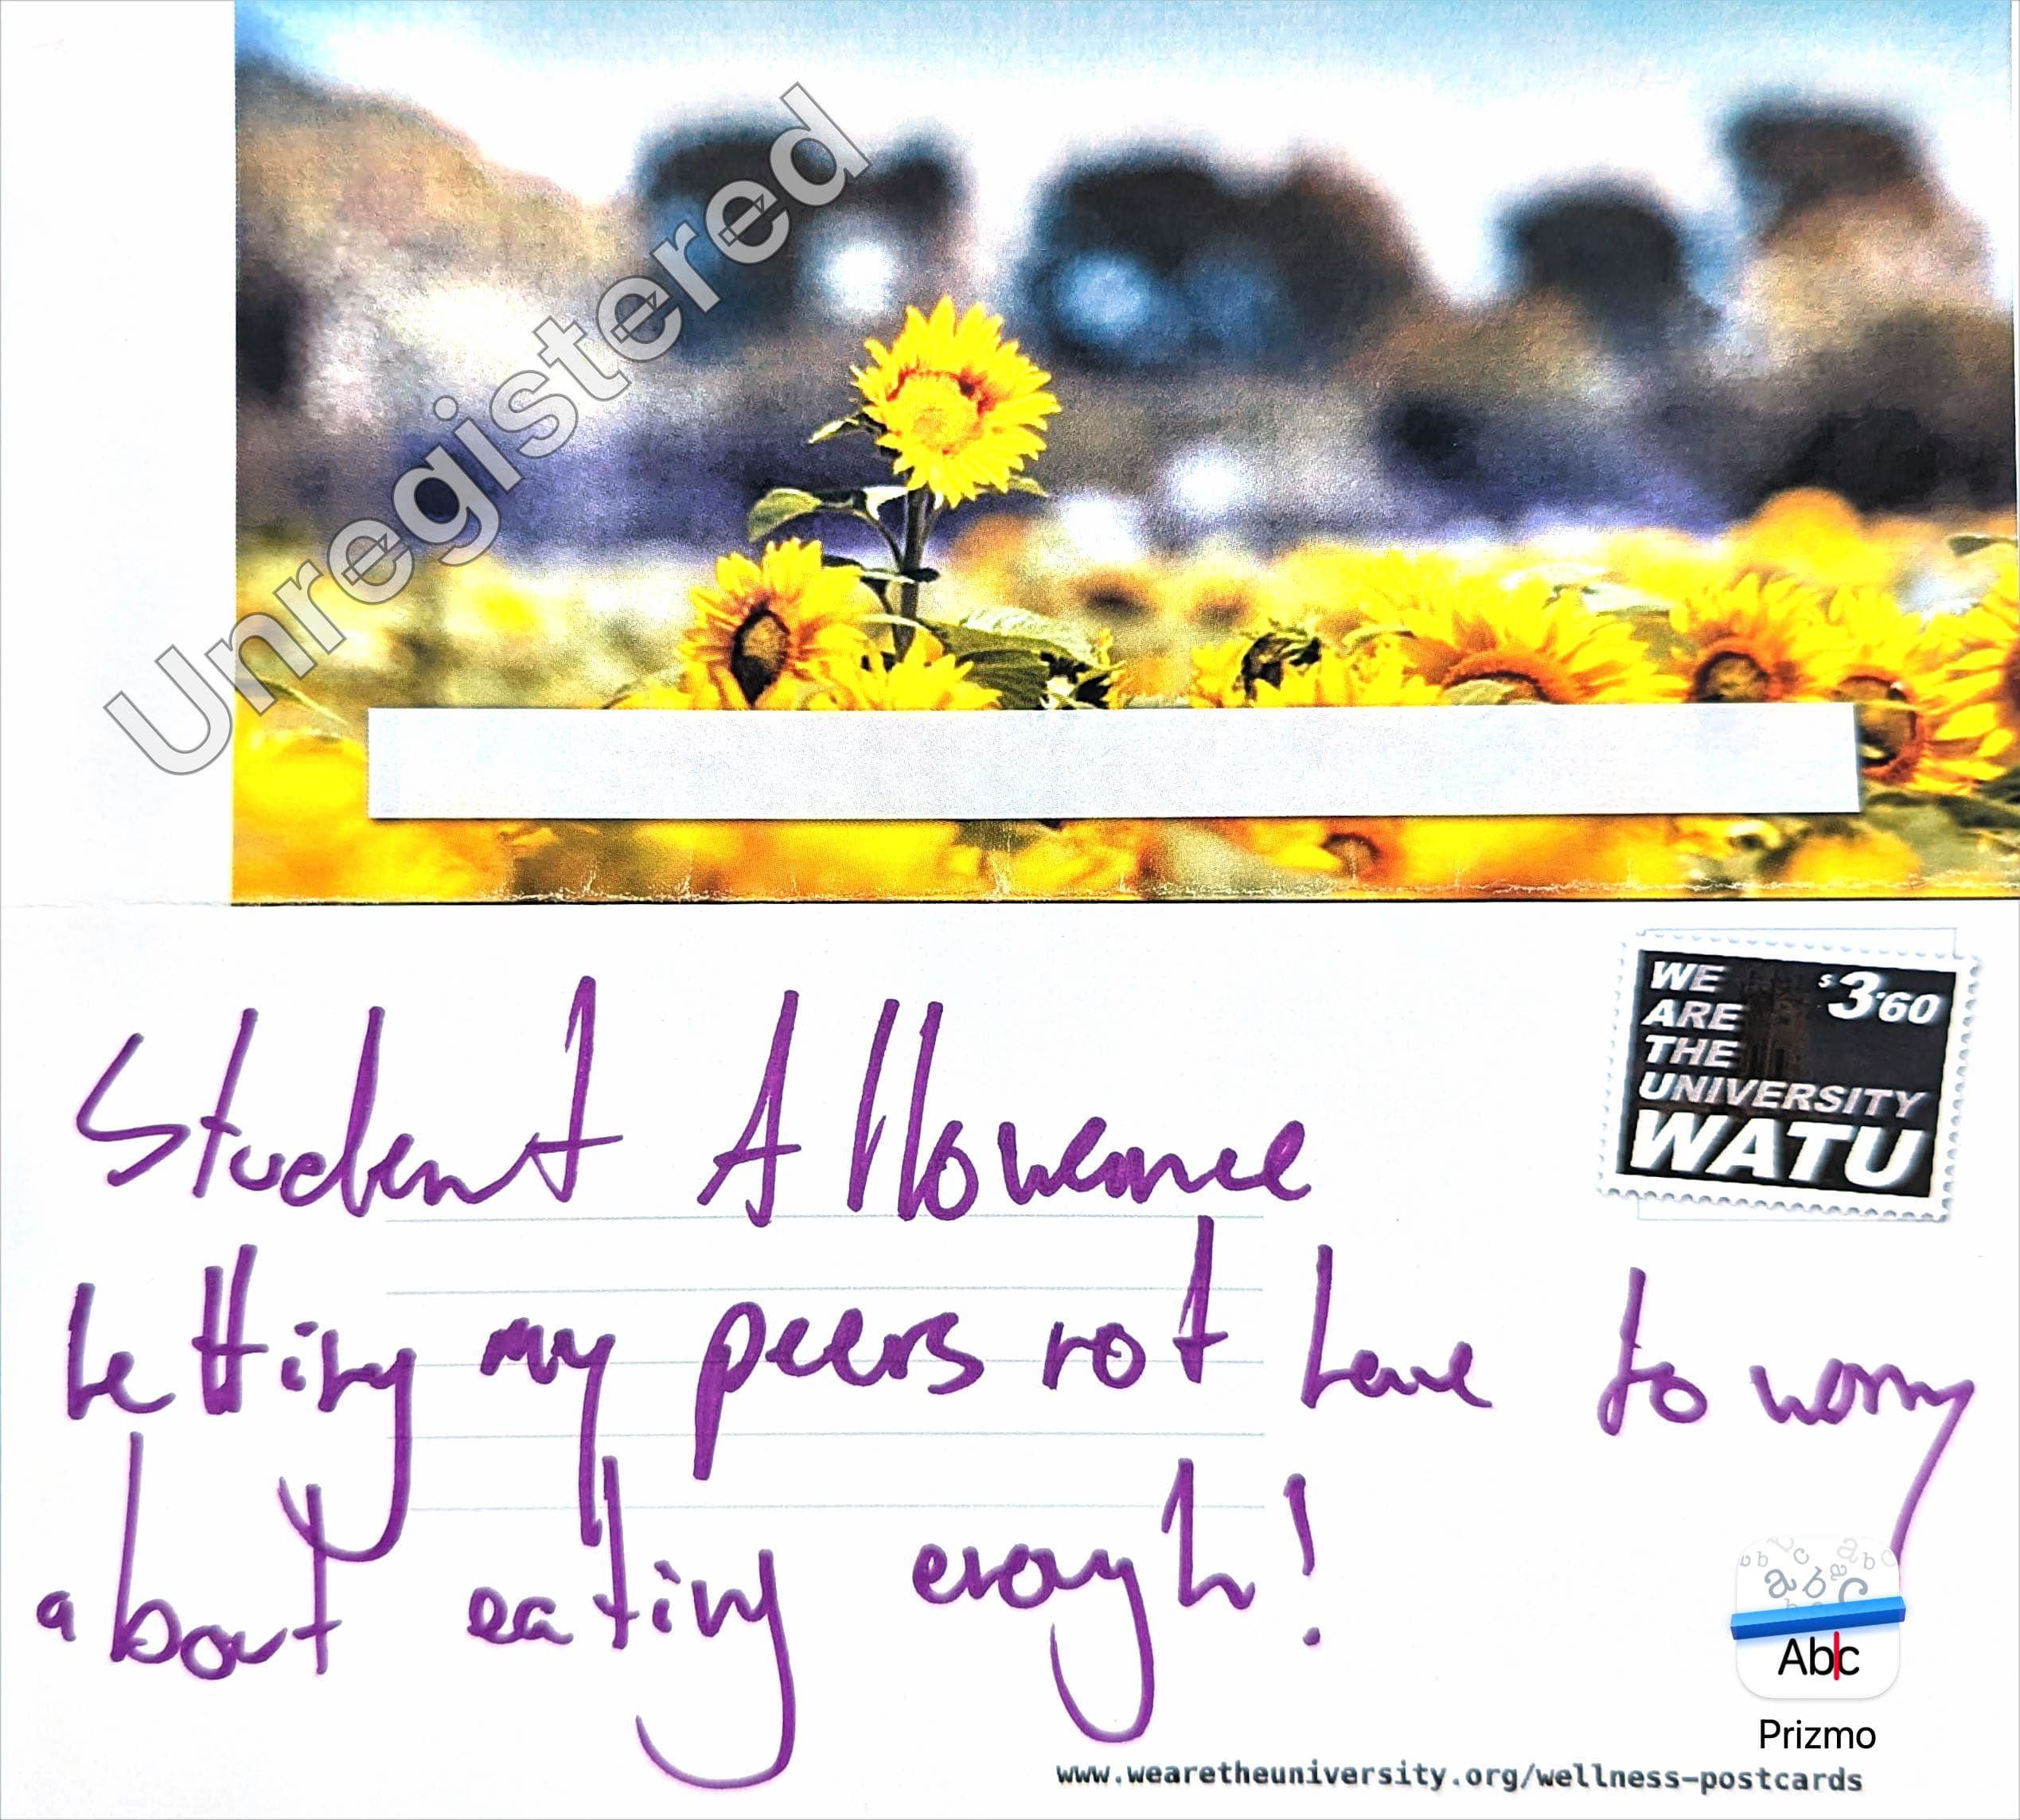 Unregistered
WE
ARE
THE
UNIVERSITY
WATU
$3.60
Student Allowance
Letting my peers not have to worry
about eating enough!
Abc
Prizmo
www.wearetheuniversity.org/wellness-postcards